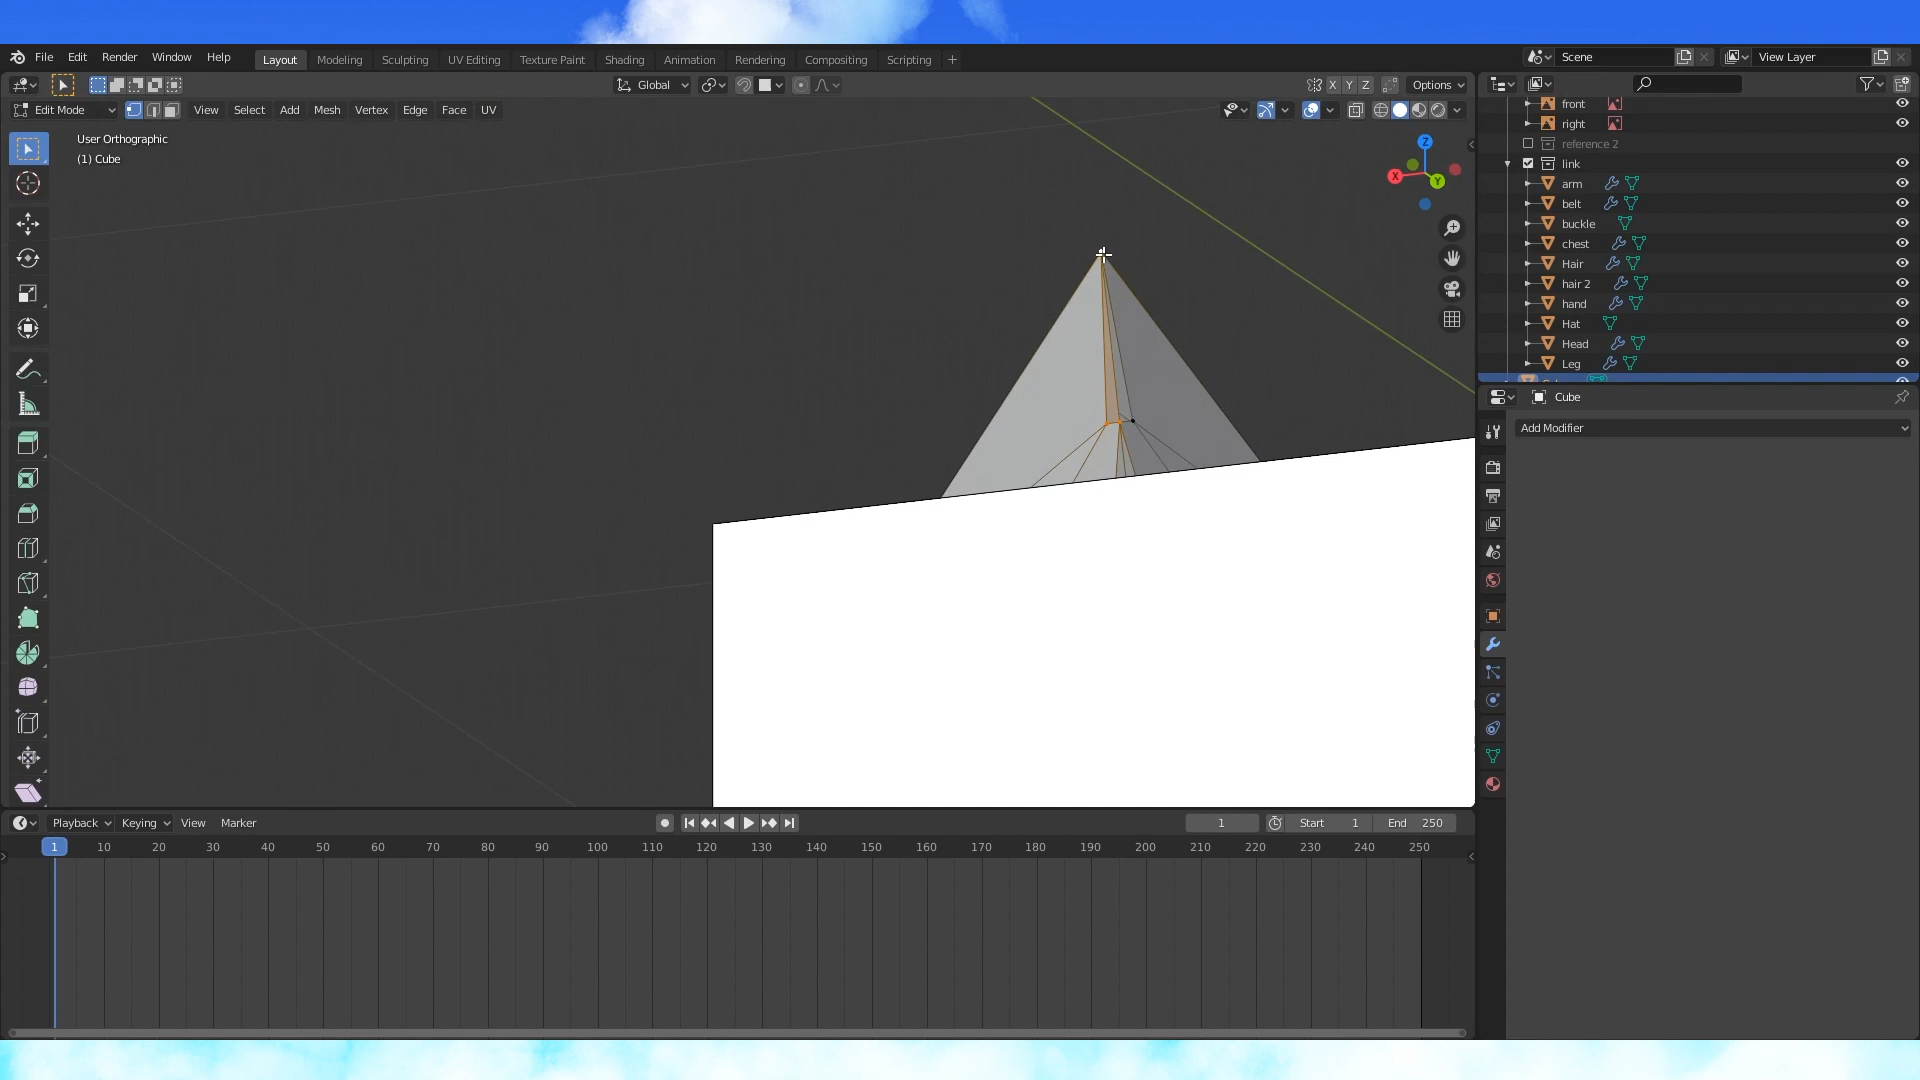 File Edit Render Window Help Layout Modeling Sculpting UV Editing Texture Paint Shading Animation Rendering Compositing Scripting + Scene View Layer
Global X Y Z Options
Edit Mode View Select Add Mesh Vertex Edge Face UV
User Orthographic
(1) Cube
Z
X
Y
front
right
reference 2
link
arm
belt
buckle
chest
Hair
hair 2
hand
Hat
Head
Leg
Cube
Add Modifier
Playback Keying View Marker 1 Start 1 End 250
1 10 20 30 40 50 60 70 80 90 100 110 120 130 140 150 160 170 180 190 200 210 220 230 240 250